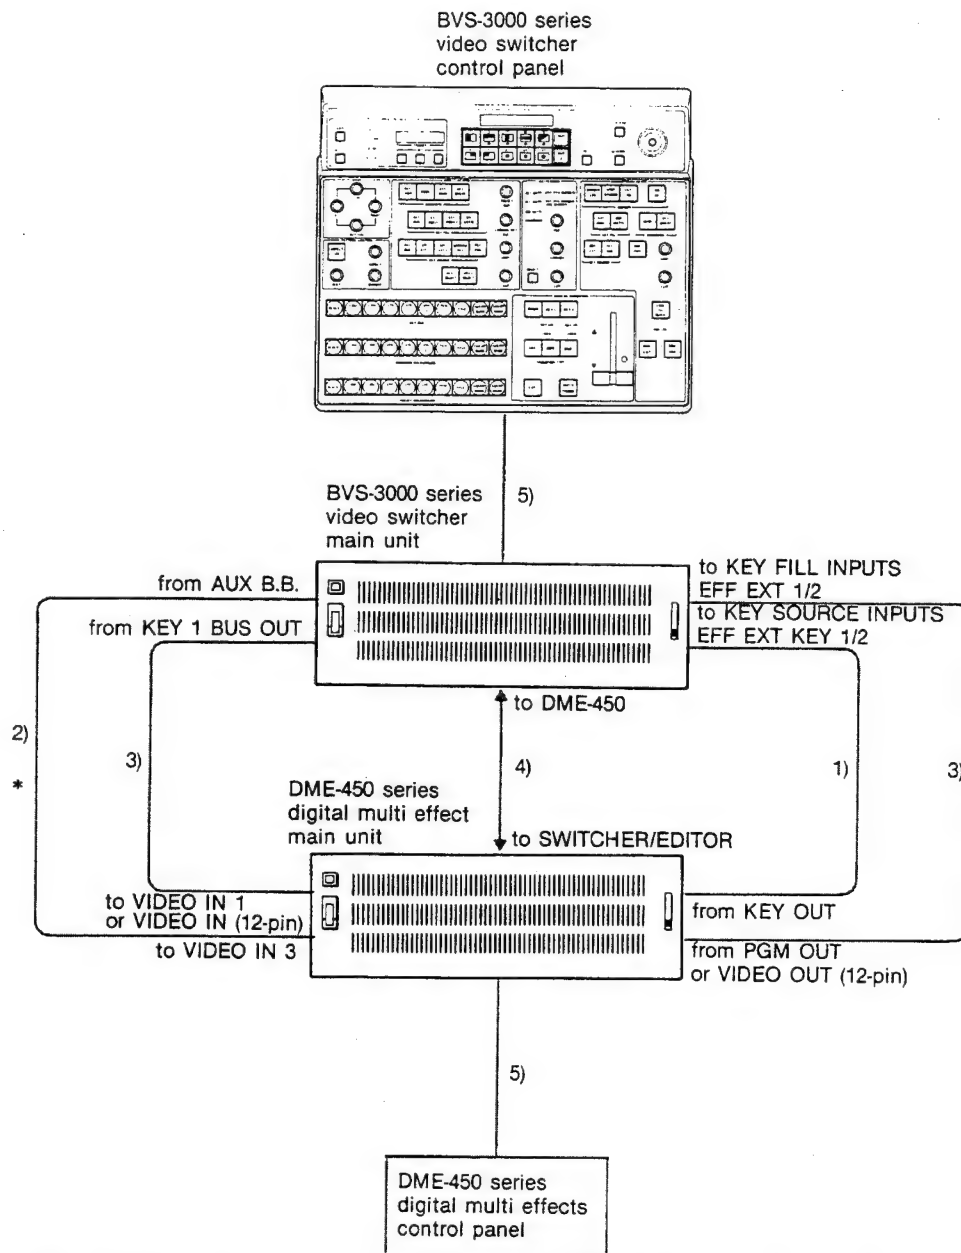 BVS-3000 series
video switcher
control panel
5)
BVS-3000 series
video switcher
main unit
from AUX B.B.
from KEY 1 BUS OUT
to KEY FILL INPUTS
EFF EXT 1/2
to KEY SOURCE INPUTS
EFF EXT KEY 1/2
to DME-450
2)
*
3)
4)
1)
3)
DME-450 series
digital multi effect
main unit
to SWITCHER/EDITOR
to VIDEO IN 1
or VIDEO IN (12-pin)
to VIDEO IN 3
from KEY OUT
from PGM OUT
or VIDEO OUT (12-pin)
5)
DME-450 series
digital multi effects
control panel